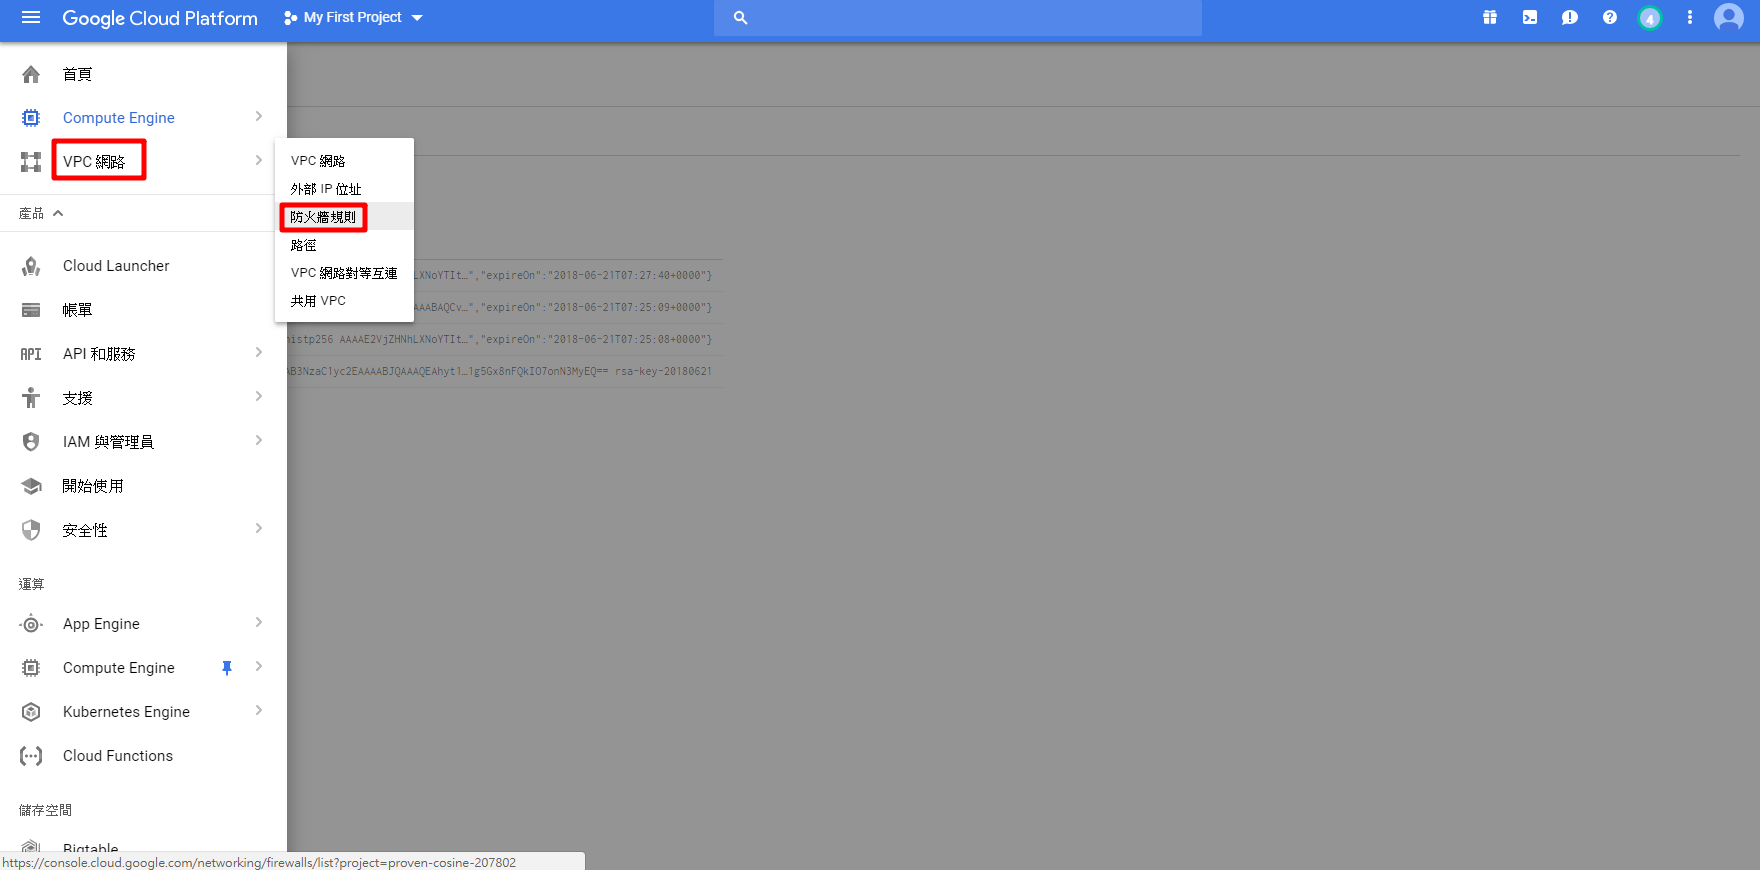 Google Cloud Platform
My First Project
4
首頁
Compute Engine
VPC 網路
產品
Cloud Launcher
帳單
API
API 和服務
支援
IAM 與管理員
開始使用
安全性
運算
App Engine
Compute Engine
Kubernetes Engine
Cloud Functions
儲存空間
Bigtable
VPC 網路
外部 IP 位址
防火牆規則
路徑
VPC 網路對等互連
共用 VPC
LXNoYTIt…","expireOn":"2018-06-21T07:27:40+0000"}
AAABAQCv…","expireOn":"2018-06-21T07:25:09+0000"}
nistp256 AAAAE2VjZHNhLXNoYTIt…","expireOn":"2018-06-21T07:25:08+0000"}
AB3NzaC1yc2EAAAABJQAAAQEAhyt1…1g5Gx8nFQkIO7onN3MyEQ== rsa-key-20180621
https://console.cloud.google.com/networking/firewalls/list?project=proven-cosine-207802